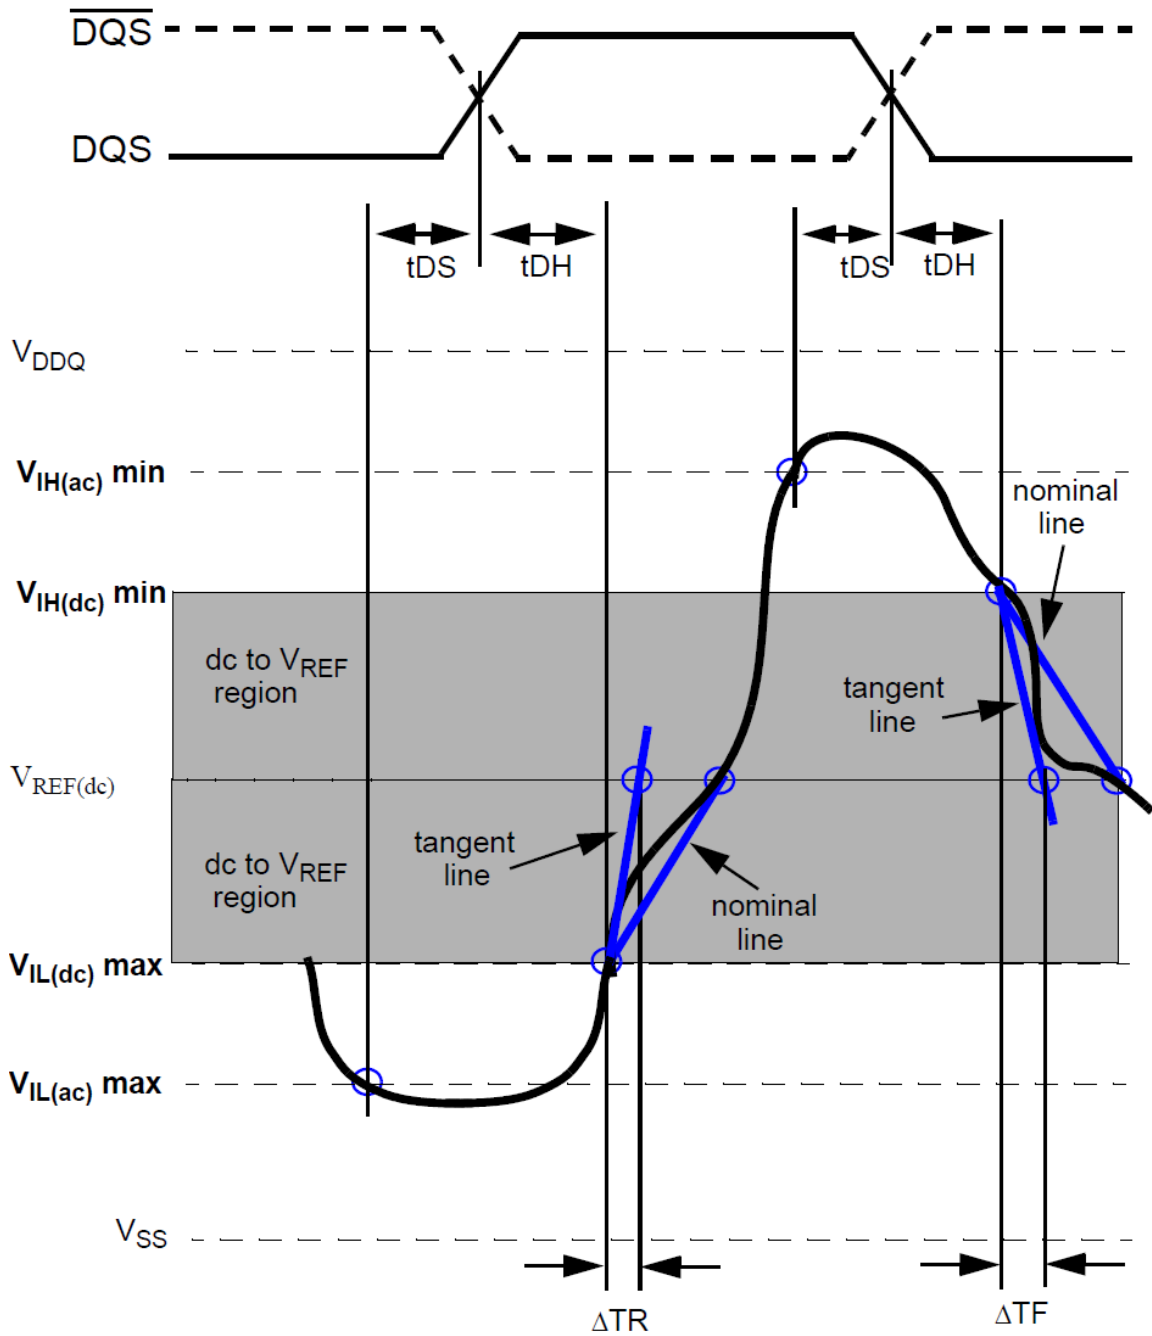 DQS
DQS
tDS
tDH
tDS
tDH
VDDQ
VIH(ac) min
nominal
line
VIH(dc) min
dc to VREF
region
tangent
line
VREF(dc)
tangent
line
dc to VREF
region
nominal
line
VIL(dc) max
VIL(ac) max
VSS
ΔTR
ΔTF